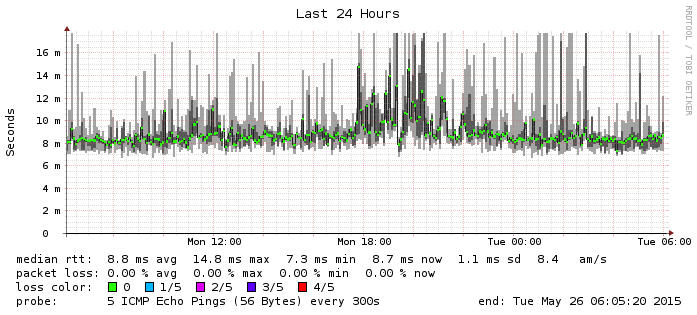 Last 24 Hours
RRDTOOL / TOBI OETIKER
Seconds
16 m
14 m
12 m
10 m
8 m
6 m
4 m
2 m
0
Mon 12:00 Mon 18:00 Tue 00:00 Tue 06:00
median rtt: 8.8 ms avg 14.8 ms max 7.3 ms min 8.7 ms now 1.1 ms sd 8.4 am/s
packet loss: 0.00 % avg 0.00 % max 0.00 % min 0.00 % now
loss color: 0 1/5 2/5 3/5 4/5
probe: 5 ICMP Echo Pings (56 Bytes) every 300s end: Tue May 26 06:05:20 2015